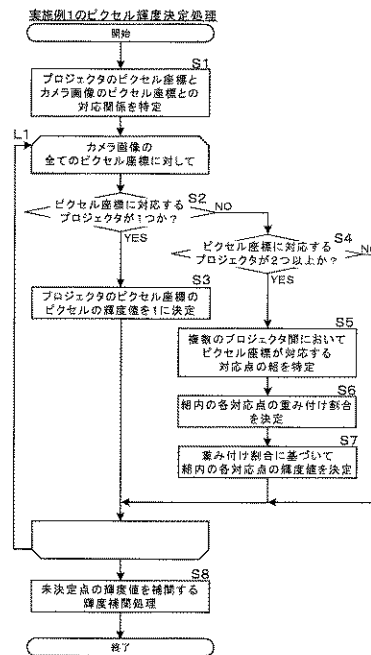 実施例1のピクセル輝度決定処理
開始
S1
プロジェクタのピクセル座標と
カメラ画像のピクセル座標との
対応関係を特定
L1
カメラ画像の
全てのピクセル座標に対して
S2
ピクセル座標に対応する
プロジェクタが1つか?
NO
YES
S3
プロジェクタのピクセル座標の
ピクセルの輝度値を1に決定
S4
ピクセル座標に対応する
プロジェクタが2つ以上か?
NO
YES
S5
複数のプロジェクタ間において
ピクセル座標が対応する
対応点の組を特定
S6
組内の各対応点の重み付け割合
を決定
S7
重み付け割合に基づいて
組内の各対応点の輝度値を決定
S8
未決定点の輝度値を補間する
輝度補間処理
終了